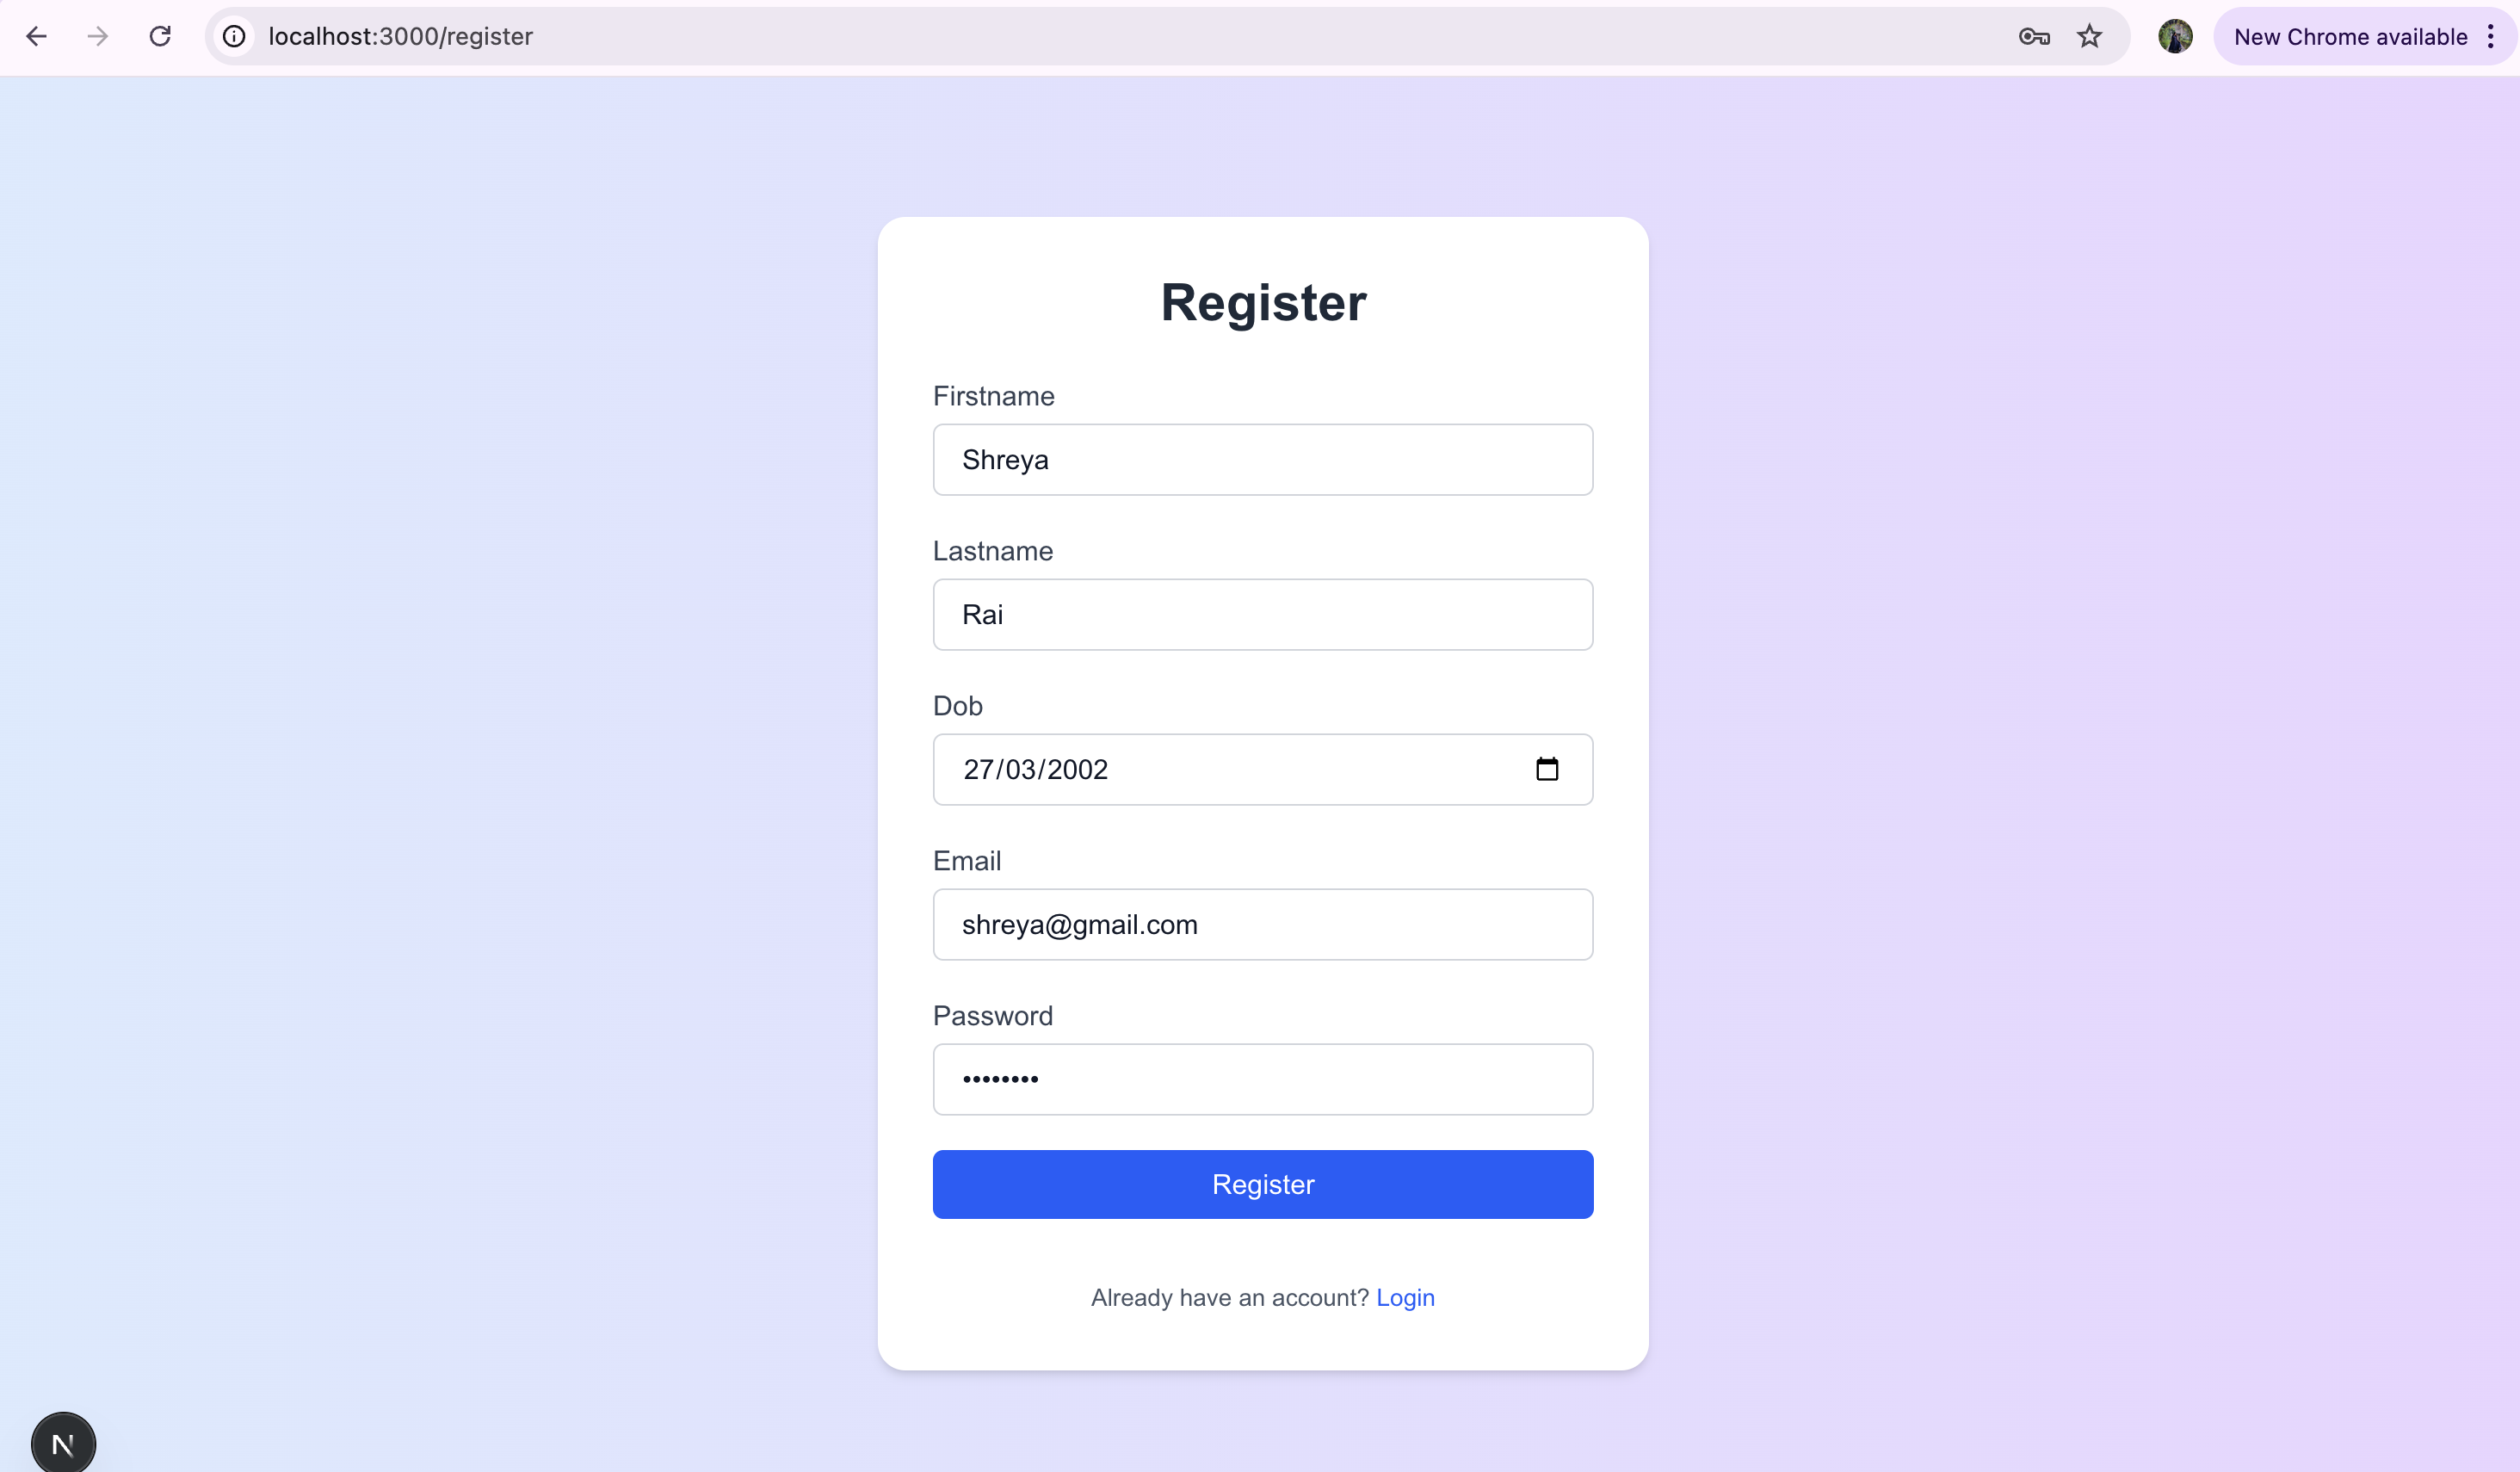 localhost:3000/register
New Chrome available
Register
Firstname
Shreya
Lastname
Rai
Dob
27/03/2002
Email
shreya@gmail.com
Password
••••••••
Register
Already have an account? Login
N